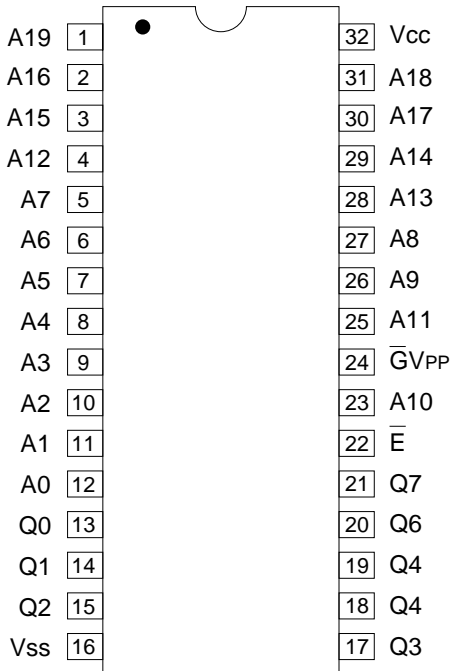 A19 1 32 Vcc
A16 2 31 A18
A15 3 30 A17
A12 4 29 A14
A7 5 28 A13
A6 6 27 A8
A5 7 26 A9
A4 8 25 A11
A3 9 24 G̅VPP
A2 10 23 A10
A1 11 22 E̅
A0 12 21 Q7
Q0 13 20 Q6
Q1 14 19 Q4
Q2 15 18 Q4
Vss 16 17 Q3